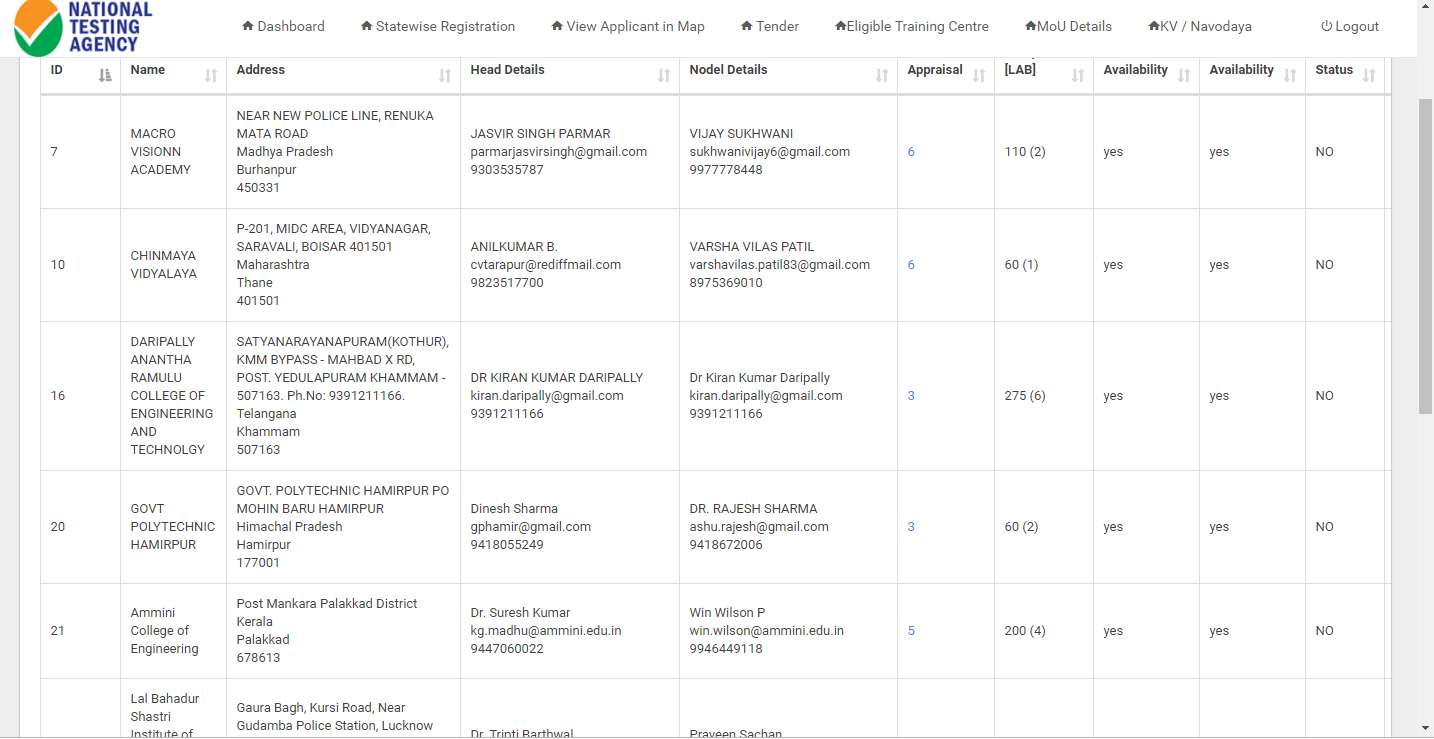 NATIONAL
TESTING
AGENCY
Dashboard
Statewise Registration
View Applicant in Map
Tender
Eligible Training Centre
MoU Details
KV / Navodaya
Logout
ID
Name
Address
Head Details
Nodel Details
Appraisal
[LAB]
Availability
Availability
Status
7
MACRO
VISIONN
ACADEMY
NEAR NEW POLICE LINE, RENUKA
MATA ROAD
Madhya Pradesh
Burhanpur
450331
JASVIR SINGH PARMAR
parmarjasvirsingh@gmail.com
9303535787
VIJAY SUKHWANI
sukhwanivijay6@gmail.com
9977778448
6
110 (2)
yes
yes
NO
10
CHINMAYA
VIDYALAYA
P-201, MIDC AREA, VIDYANAGAR,
SARAVALI, BOISAR 401501
Maharashtra
Thane
401501
ANILKUMAR B.
cvtarapur@rediffmail.com
9823517700
VARSHA VILAS PATIL
varshavilas.patil83@gmail.com
8975369010
6
60 (1)
yes
yes
NO
16
DARIPALLY
ANANTHA
RAMULU
COLLEGE OF
ENGINEERING
AND
TECHNOLGY
SATYANARAYANAPURAM(KOTHUR),
KMM BYPASS - MAHBAD X RD,
POST. YEDULAPURAM KHAMMAM -
507163. Ph.No: 9391211166.
Telangana
Khammam
507163
DR KIRAN KUMAR DARIPALLY
kiran.daripally@gmail.com
9391211166
Dr Kiran Kumar Daripally
kiran.daripally@gmail.com
9391211166
3
275 (6)
yes
yes
NO
20
GOVT
POLYTECHNIC
HAMIRPUR
GOVT. POLYTECHNIC HAMIRPUR PO
MOHIN BARU HAMIRPUR
Himachal Pradesh
Hamirpur
177001
Dinesh Sharma
gphamir@gmail.com
9418055249
DR. RAJESH SHARMA
ashu.rajesh@gmail.com
9418672006
3
60 (2)
yes
yes
NO
21
Ammini
College of
Engineering
Post Mankara Palakkad District
Kerala
Palakkad
678613
Dr. Suresh Kumar
kg.madhu@ammini.edu.in
9447060022
Win Wilson P
win.wilson@ammini.edu.in
9946449118
5
200 (4)
yes
yes
NO
Lal Bahadur
Shastri
Institute of
Gaura Bagh, Kursi Road, Near
Gudamba Police Station, Lucknow
Dr. Tripti Barthwal
Praveen Sachan